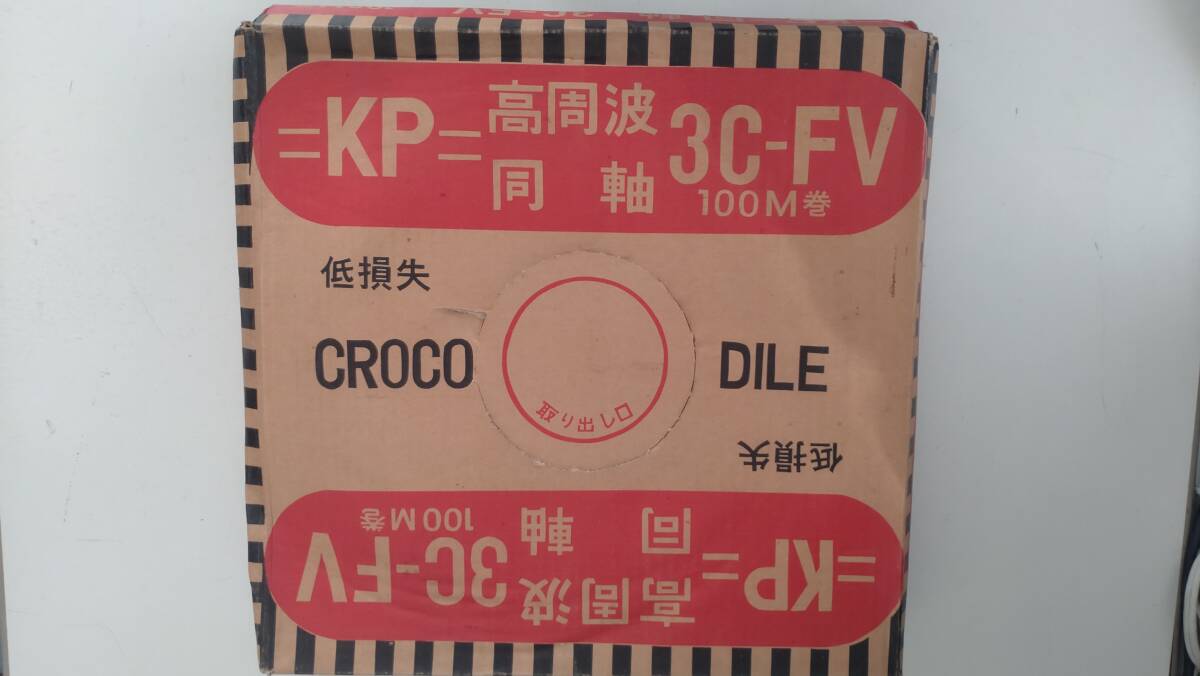 =KP= 高周波同軸 3C-FV
100M巻
低損失
CROCO DILE
取り出し口
低損失
=KP= 高周波同軸 3C-FV
100M巻